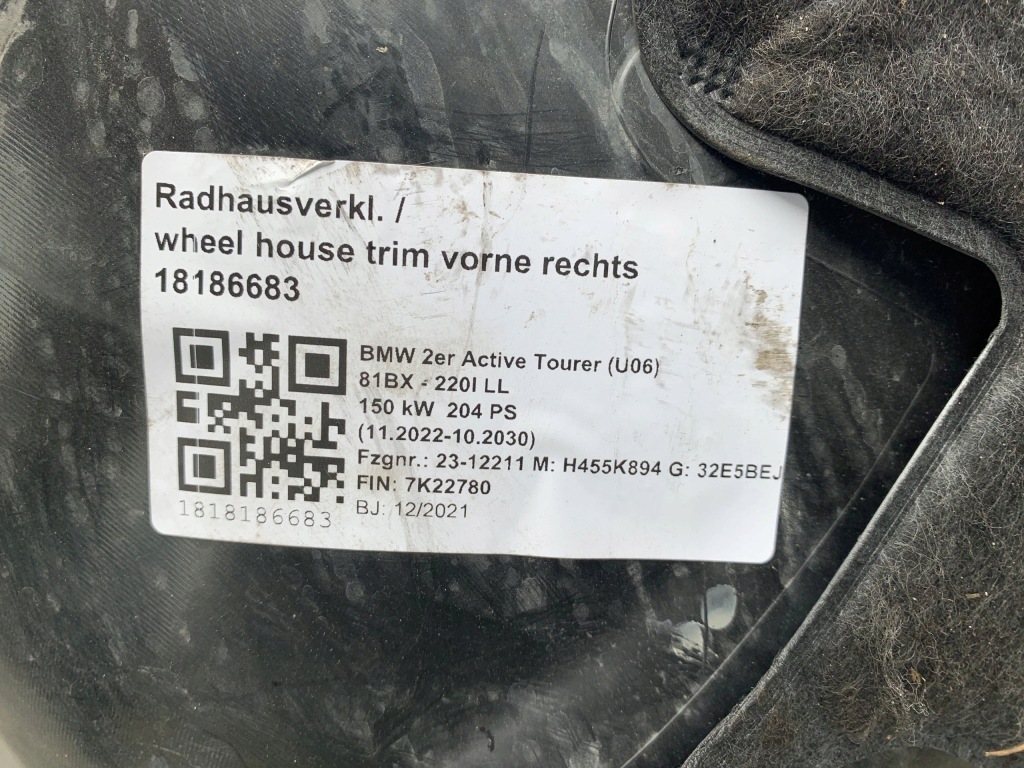 Radhausverkl. /
wheel house trim vorne rechts
18186683
BMW 2er Active Tourer (U06)
81BX - 220I LL
150 kW 204 PS
(11.2022-10.2030)
Fzgnr.: 23-12211 M: H455K894 G: 32E5BEJ
FIN: 7K22780
BJ: 12/2021
1818186683